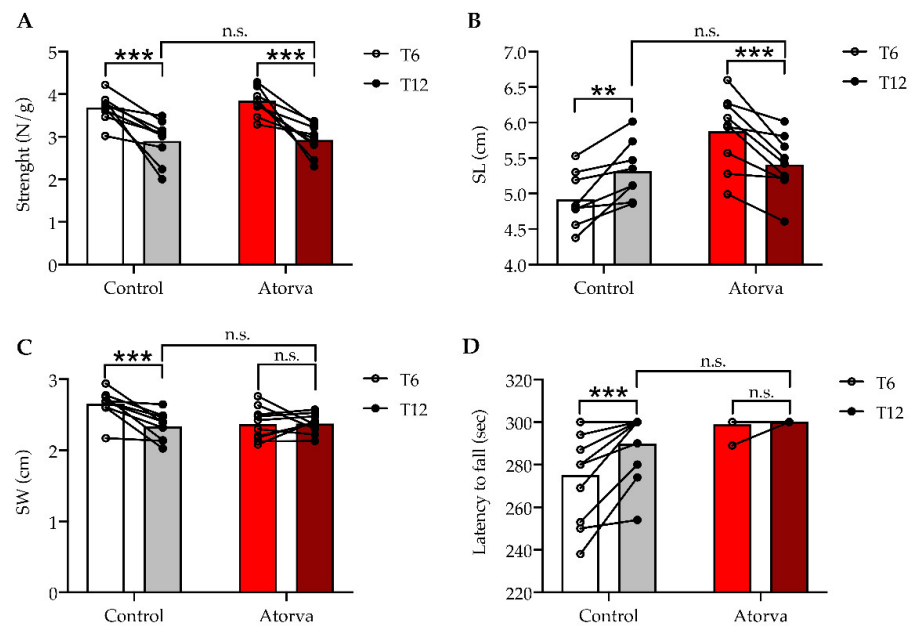 A
n.s.
***
***
T6
T12
5
4
3
2
1
0
Strenght (N/g)
Control
Atorva
B
n.s.
**
***
T6
T12
7.0
6.5
6.0
5.5
5.0
4.5
4.0
SL (cm)
Control
Atorva
C
n.s.
***
n.s.
T6
T12
3
2
1
0
SW (cm)
Control
Atorva
D
n.s.
***
n.s.
T6
T12
320
300
280
260
240
220
Latency to fall (sec)
Control
Atorva